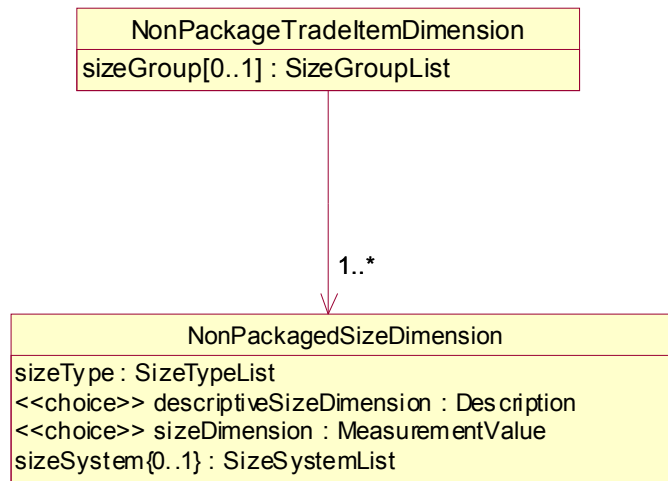 NonPackageTradeItemDimension
sizeGroup[0..1] : SizeGroupList
1..*
NonPackagedSizeDimension
sizeType : SizeTypeList
<<choice>> descriptiveSizeDimension : Description
<<choice>> sizeDimension : MeasurementValue
sizeSystem{0..1} : SizeSystemList